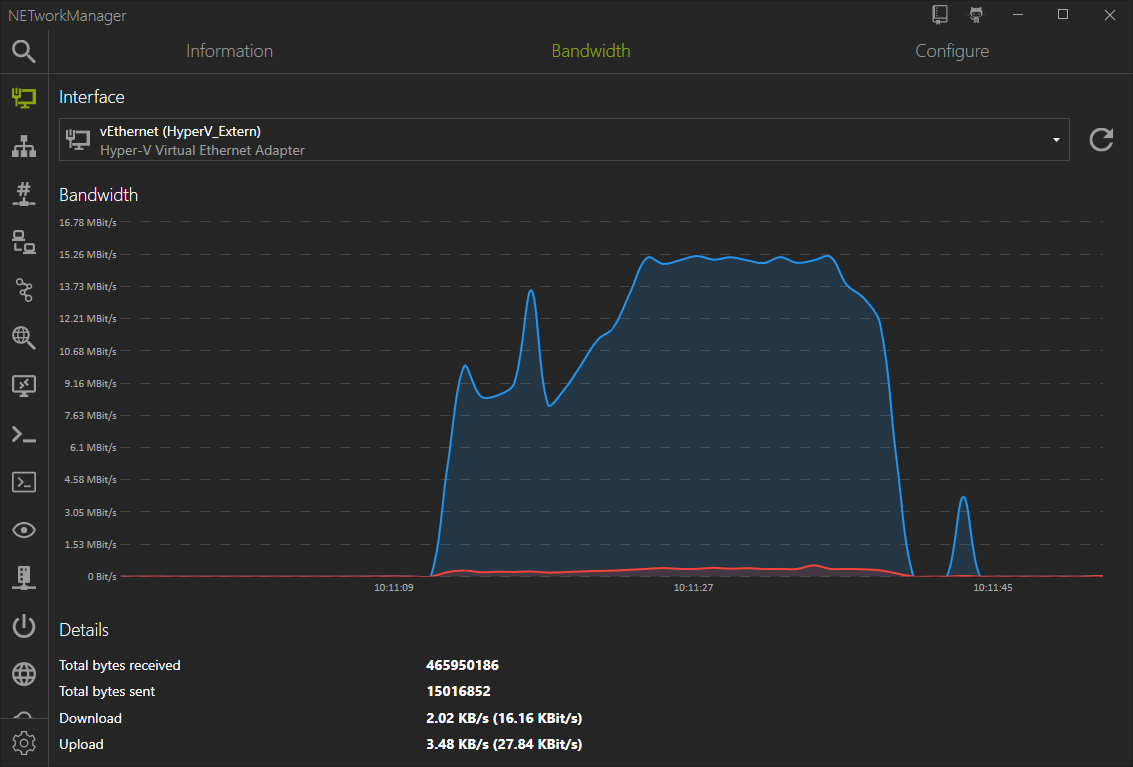 NETworkManager
Information Bandwidth Configure
Interface
vEthernet (HyperV_Extern)
Hyper-V Virtual Ethernet Adapter
Bandwidth
16.78 MBit/s
15.26 MBit/s
13.73 MBit/s
12.21 MBit/s
10.68 MBit/s
9.16 MBit/s
7.63 MBit/s
6.1 MBit/s
4.58 MBit/s
3.05 MBit/s
1.53 MBit/s
0 Bit/s
10:11:09 10:11:27 10:11:45
Details
Total bytes received 465950186
Total bytes sent 15016852
Download 2.02 KB/s (16.16 KBit/s)
Upload 3.48 KB/s (27.84 KBit/s)